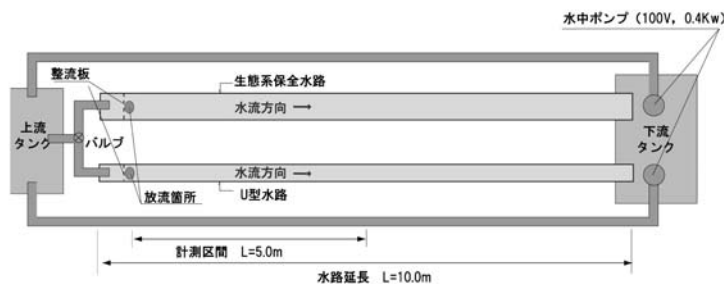 水中ポンプ（100V，0.4Kw）
整流板
生態系保全水路
水流方向 →
上流
タンク
バルブ
下流
タンク
水流方向 →
放流箇所
U型水路
計測区間 L=5.0m
水路延長 L=10.0m